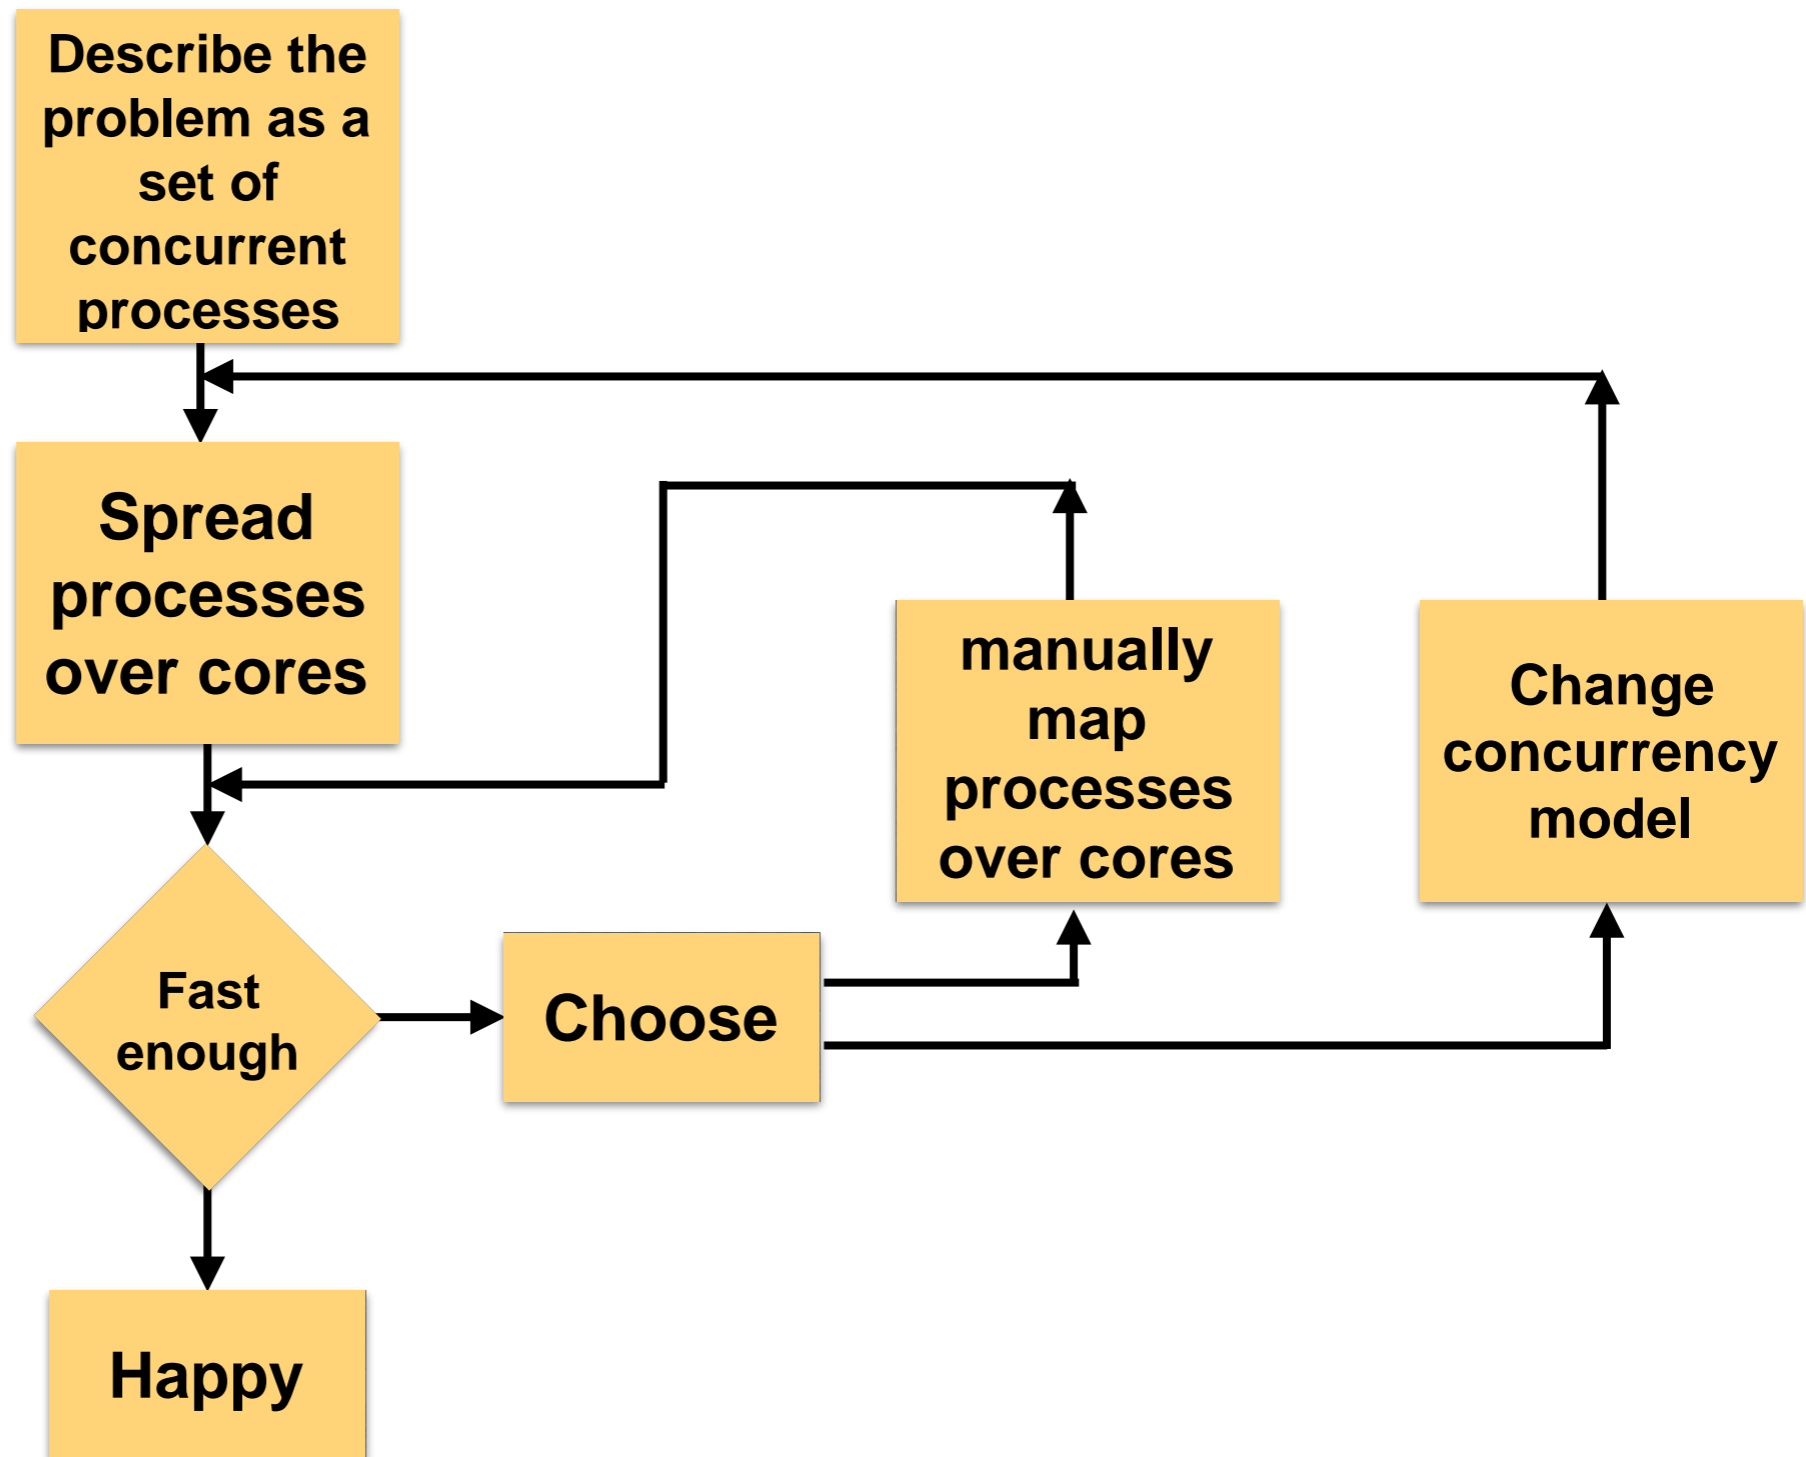 Describe the
problem as a
set of
concurrent
processes
Spread
processes
over cores
manually
map
processes
over cores
Change
concurrency
model
Fast
enough
Choose
Happy